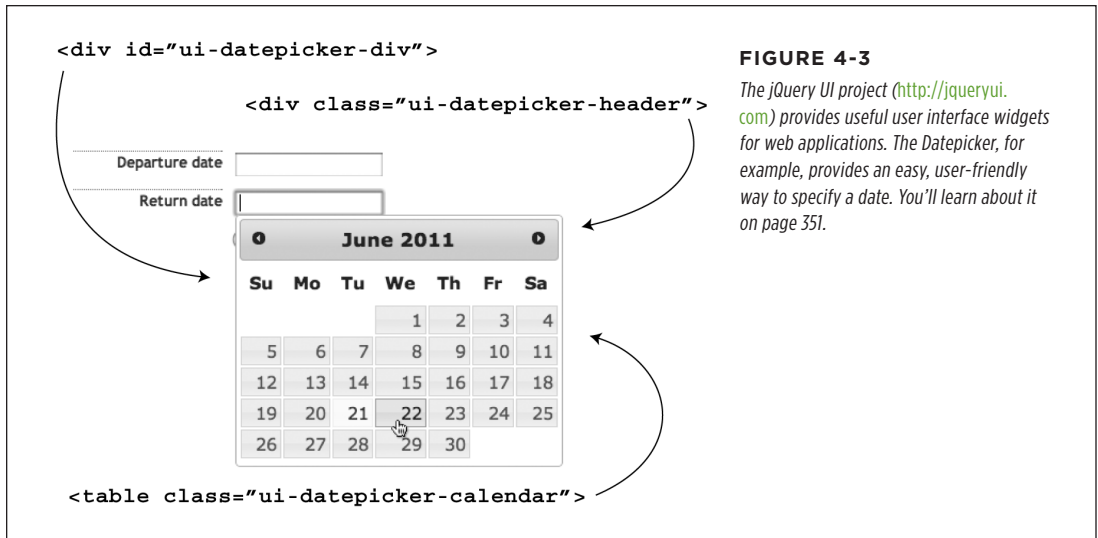 <div id="ui-datepicker-div">
<div class="ui-datepicker-header">
Departure date
Return date
June 2011
Su Mo Tu We Th Fr Sa
1 2 3 4
5 6 7 8 9 10 11
12 13 14 15 16 17 18
19 20 21 22 23 24 25
26 27 28 29 30
<table class="ui-datepicker-calendar">
FIGURE 4-3
The jQuery UI project (http://jqueryui.
com) provides useful user interface widgets
for web applications. The Datepicker, for
example, provides an easy, user-friendly
way to specify a date. You'll learn about it
on page 351.